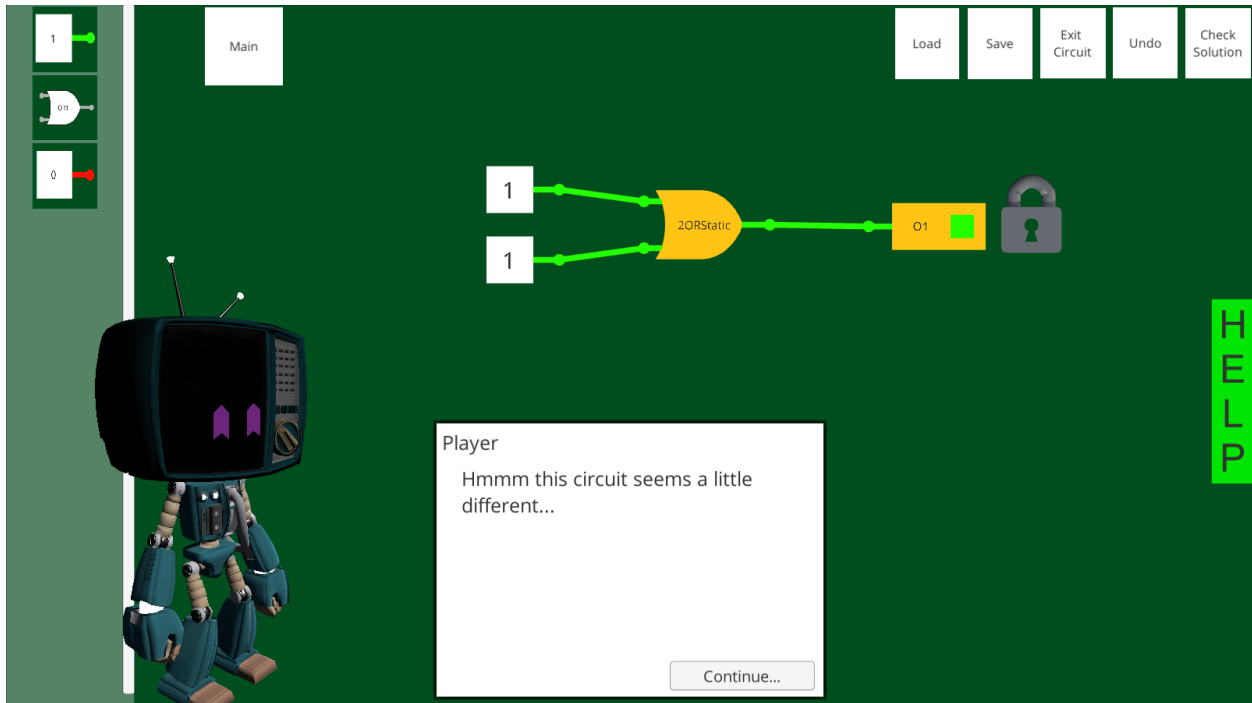 1
OR
0
Main
Load
Save
Exit
Circuit
Undo
Check
Solution
1
1
2ORStatic
O1
H
E
L
P
Player
Hmmm this circuit seems a little
different...
Continue...